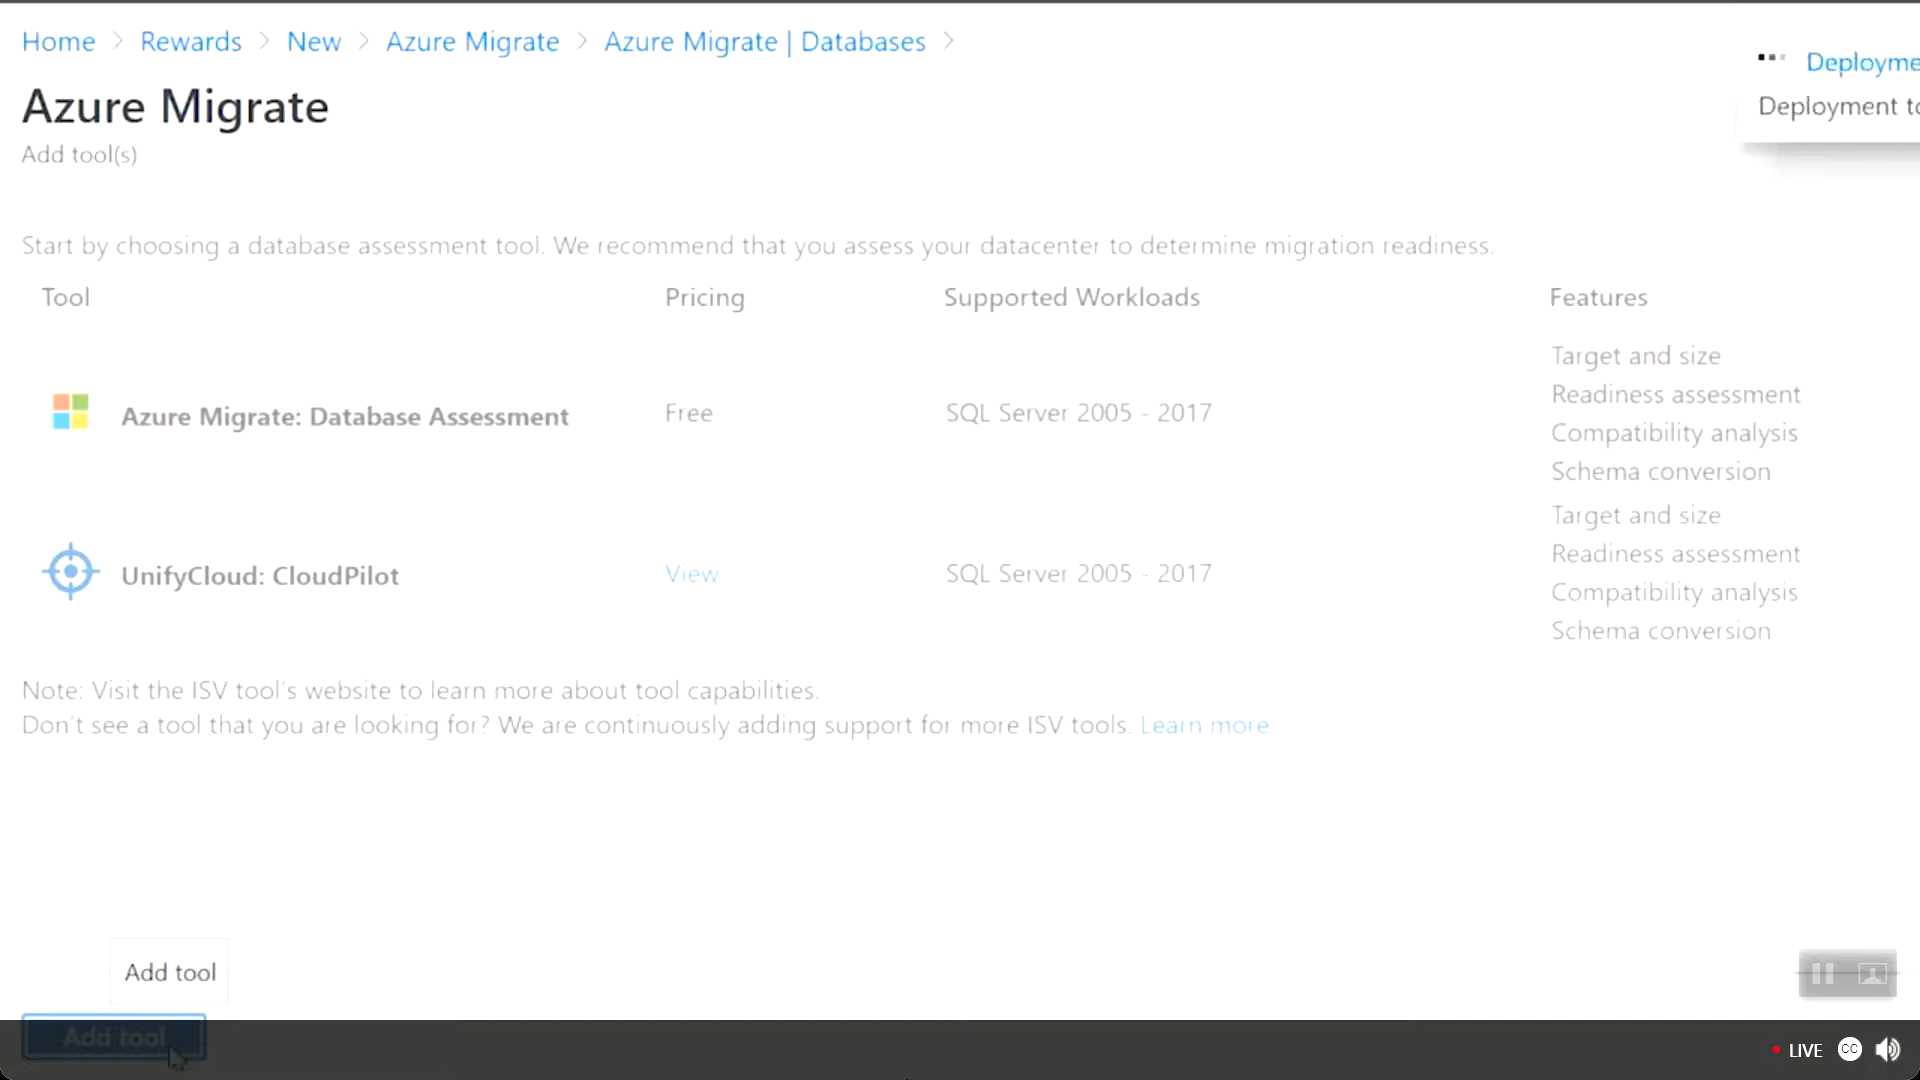 Home > Rewards > New > Azure Migrate > Azure Migrate | Databases >
Azure Migrate
Add tool(s)
Deployme
Deployment to
Start by choosing a database assessment tool. We recommend that you assess your datacenter to determine migration readiness.
Tool Pricing Supported Workloads Features
Azure Migrate: Database Assessment Free SQL Server 2005 - 2017
Target and size
Readiness assessment
Compatibility analysis
Schema conversion
UnifyCloud: CloudPilot View SQL Server 2005 - 2017
Target and size
Readiness assessment
Compatibility analysis
Schema conversion
Note: Visit the ISV tool's website to learn more about tool capabilities.
Don't see a tool that you are looking for? We are continuously adding support for more ISV tools. Learn more
Add tool
Add tool
LIVE CC